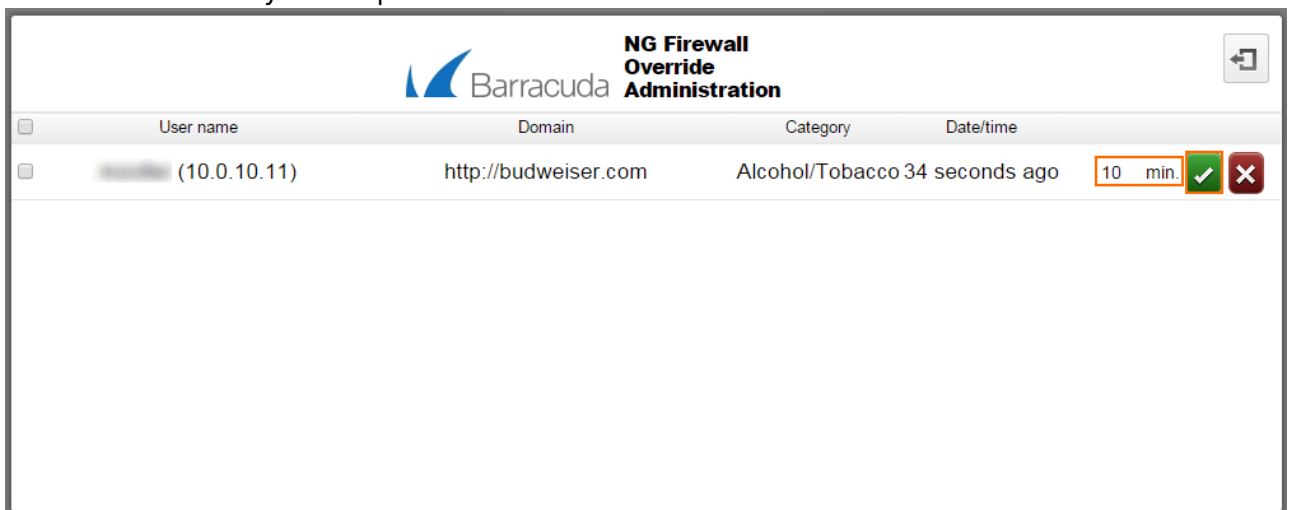 NG Firewall
Override
Barracuda Administration
User name Domain Category Date/time
(10.0.10.11) http://budweiser.com Alcohol/Tobacco 34 seconds ago 10 min.